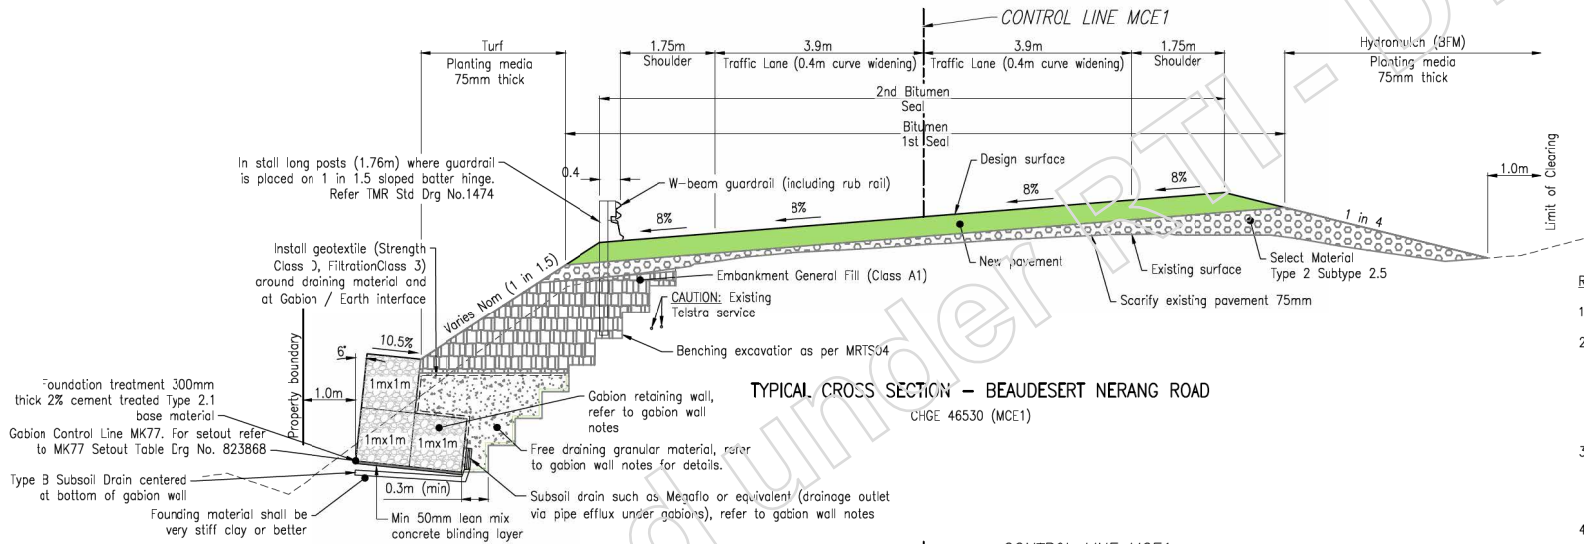 CONTROL LINE MCE1
Turf
Planting media
75mm thick
1.75m
Shoulder
3.9m
Traffic Lane (0.4m curve widening)
3.9m
Traffic Lane (0.4m curve widening)
1.75m
Shoulder
Hydromulch (BFM)
Planting media
75mm thick
2nd Bitumen
Seal
Bitumen
1st Seal
In stall long posts (1.76m) where guardrail
is placed on 1 in 1.5 sloped batter hinge.
Refer TMR Std Drg No.1474
0.4
W-beam guardrail (including rub rail)
Design surface
8%
8%
8%
8%
1.0m
Limit of Clearing
1 in 4
Install geotextile (Strength
Class D, FiltrationClass 3)
around draining material and
at Gabion / Earth interface
Varies Nom (1 in 1.5)
Embankment General Fill (Class A1)
New pavement
Existing surface
Select Material
Type 2 Subtype 2.5
Scarify existing pavement 75mm
CAUTION: Existing
Telstra service
Benching excavation as per MRTS04
Property boundary
6°
10.5%
1.0m
1mx1m
1mx1m
1mx1m
Foundation treatment 300mm
thick 2% cement treated Type 2.1
base material
Gabion Control Line MK77. For setout refer
to MK77 Setout Table Drg No. 823868
Type B Subsoil Drain centered
at bottom of gabion wall
Founding material shall be
very stiff clay or better
0.3m (min)
Min 50mm lean mix
concrete blinding layer
Gabion retaining wall,
refer to gabion wall
notes
Free draining granular material, refer
to gabion wall notes for details.
Subsoil drain such as Megaflo or equivalent (drainage outlet
via pipe efflux under gabions), refer to gabion wall notes
TYPICAL CROSS SECTION – BEAUDESERT NERANG ROAD
CHGE 46530 (MCE1)
R
1
2
3
4
under RTI - D
CONTROL LINE MCE1